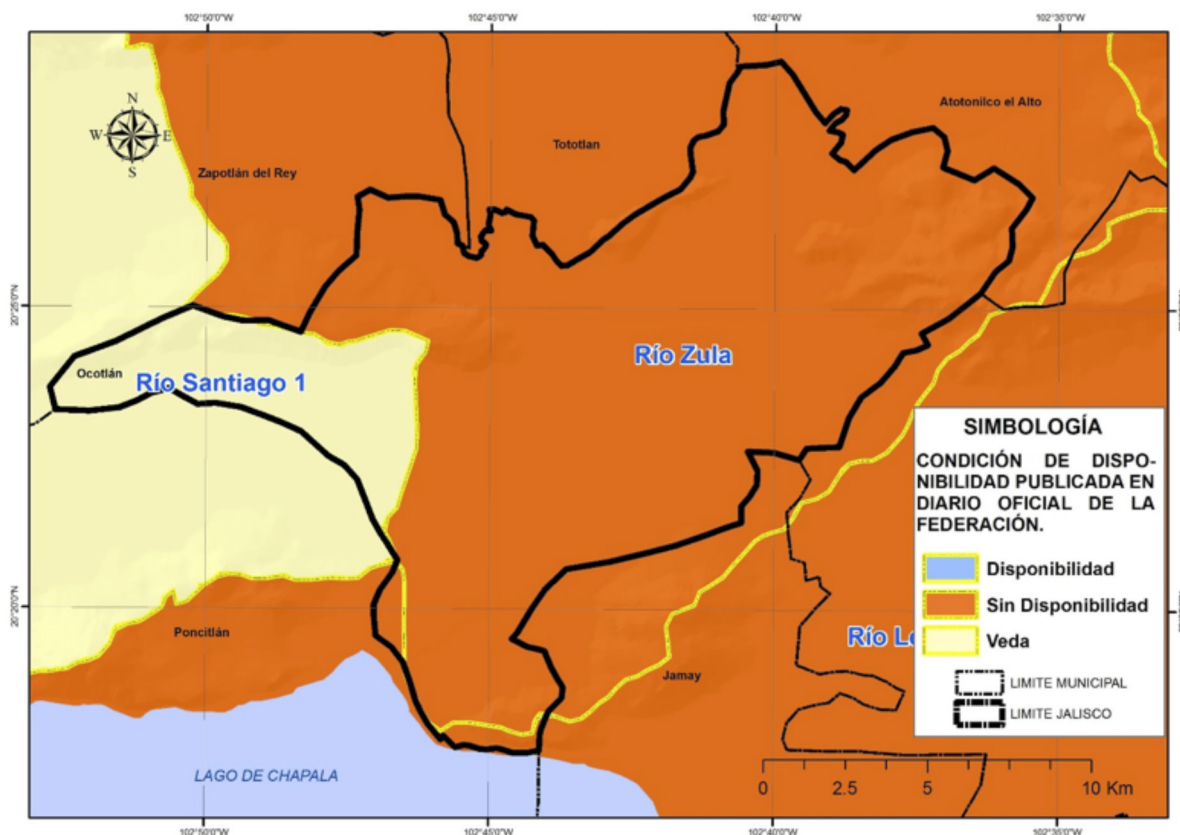 102°50'0"W 102°45'0"W 102°40'0"W 102°35'0"W
N
W E
S
Atotonilco el Alto
Tototlan
Zapotlán del Rey
20°25'0"N
Río Zula
Ocotlán
Río Santiago 1
SIMBOLOGÍA
CONDICIÓN DE DISPO-
NIBILIDAD PUBLICADA EN
DIARIO OFICIAL DE LA
FEDERACIÓN.
Disponibilidad
Sin Disponibilidad
Veda
LIMITE MUNICIPAL
LIMITE JALISCO
20°20'0"N
Poncitlán
Río
Jamay
LAGO DE CHAPALA
0 2.5 5 10 Km
102°50'0"W 102°45'0"W 102°40'0"W 102°35'0"W